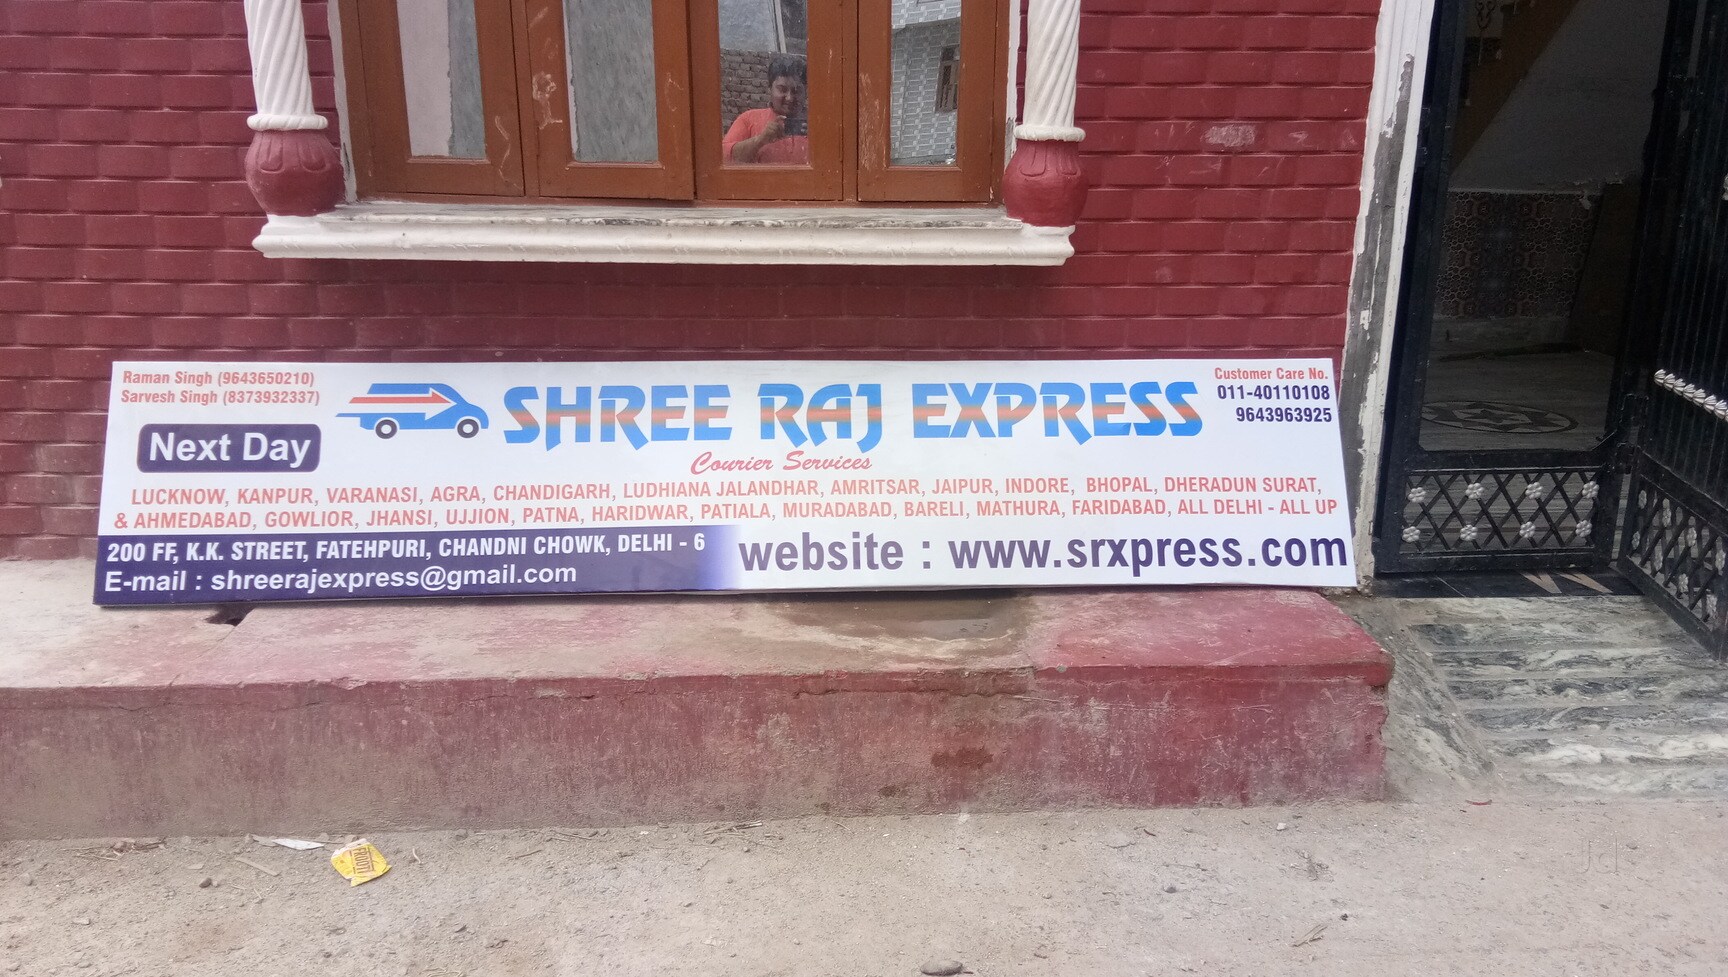 Raman Singh (9643650210)
Sarvesh Singh (8373932337)
Next Day
SHREE RAJ EXPRESS
Courier Services
Customer Care No.
011-40110108
9643963925
LUCKNOW, KANPUR, VARANASI, AGRA, CHANDIGARH, LUDHIANA JALANDHAR, AMRITSAR, JAIPUR, INDORE, BHOPAL, DHERADUN SURAT,
& AHMEDABAD, GOWLIOR, JHANSI, UJJION, PATNA, HARIDWAR, PATIALA, MURADABAD, BARELI, MATHURA, FARIDABAD, ALL DELHI - ALL UP
200 FF, K.K. STREET, FATEHPURI, CHANDNI CHOWK, DELHI - 6
E-mail : shreerajexpress@gmail.com
website : www.srxpress.com
FROOTI
Jd